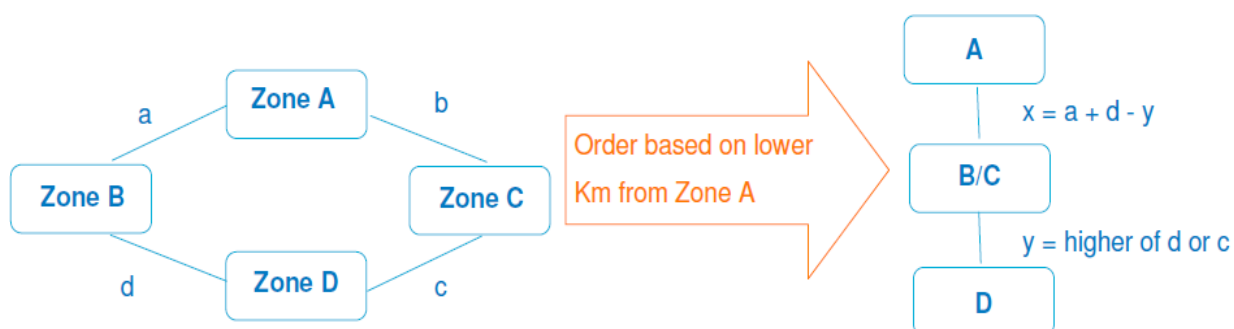 Zone A
a
b
Zone B
Zone C
d
Zone D
c
Order based on lower
Km from Zone A
A
x = a + d - y
B/C
y = higher of d or c
D